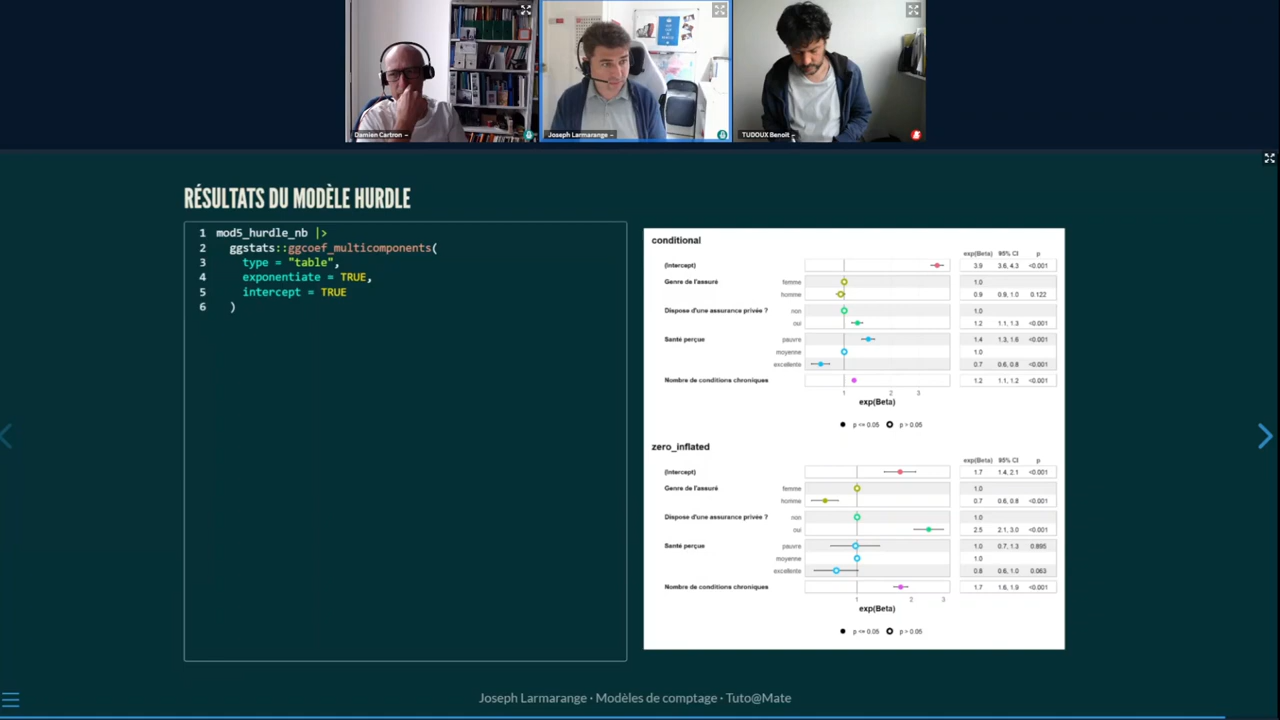 Damien Cartron
Joseph Larmarange
TUDOUX Benoit
RÉSULTATS DU MODÈLE HURDLE
1 mod5_hurdle_nb |>
2 ggstats::ggcoef_multicomponents(
3 type = "table",
4 exponentiate = TRUE,
5 intercept = TRUE
6 )
conditional
exp(Beta) 95% CI p
(Intercept) 3.9 3.6, 4.3 <0.001
Genre de l'assuré femme 1.0
homme 0.9 0.9, 1.0 0.122
Dispose d'une assurance privée ? non 1.0
oui 1.2 1.1, 1.3 <0.001
Santé perçue pauvre 1.4 1.3, 1.6 <0.001
moyenne 1.0
excellente 0.7 0.6, 0.8 <0.001
Nombre de conditions chroniques 1.2 1.1, 1.2 <0.001
1 2 3
exp(Beta)
p <= 0.05 p > 0.05
zero_inflated
exp(Beta) 95% CI p
(Intercept) 1.7 1.4, 2.1 <0.001
Genre de l'assuré femme 1.0
homme 0.7 0.6, 0.8 <0.001
Dispose d'une assurance privée ? non 1.0
oui 2.5 2.1, 3.0 <0.001
Santé perçue pauvre 1.0 0.7, 1.3 0.895
moyenne 1.0
excellente 0.8 0.6, 1.0 0.063
Nombre de conditions chroniques 1.7 1.6, 1.9 <0.001
1 2 3
exp(Beta)
p <= 0.05 p > 0.05
Joseph Larmarange · Modèles de comptage · Tuto@Mate